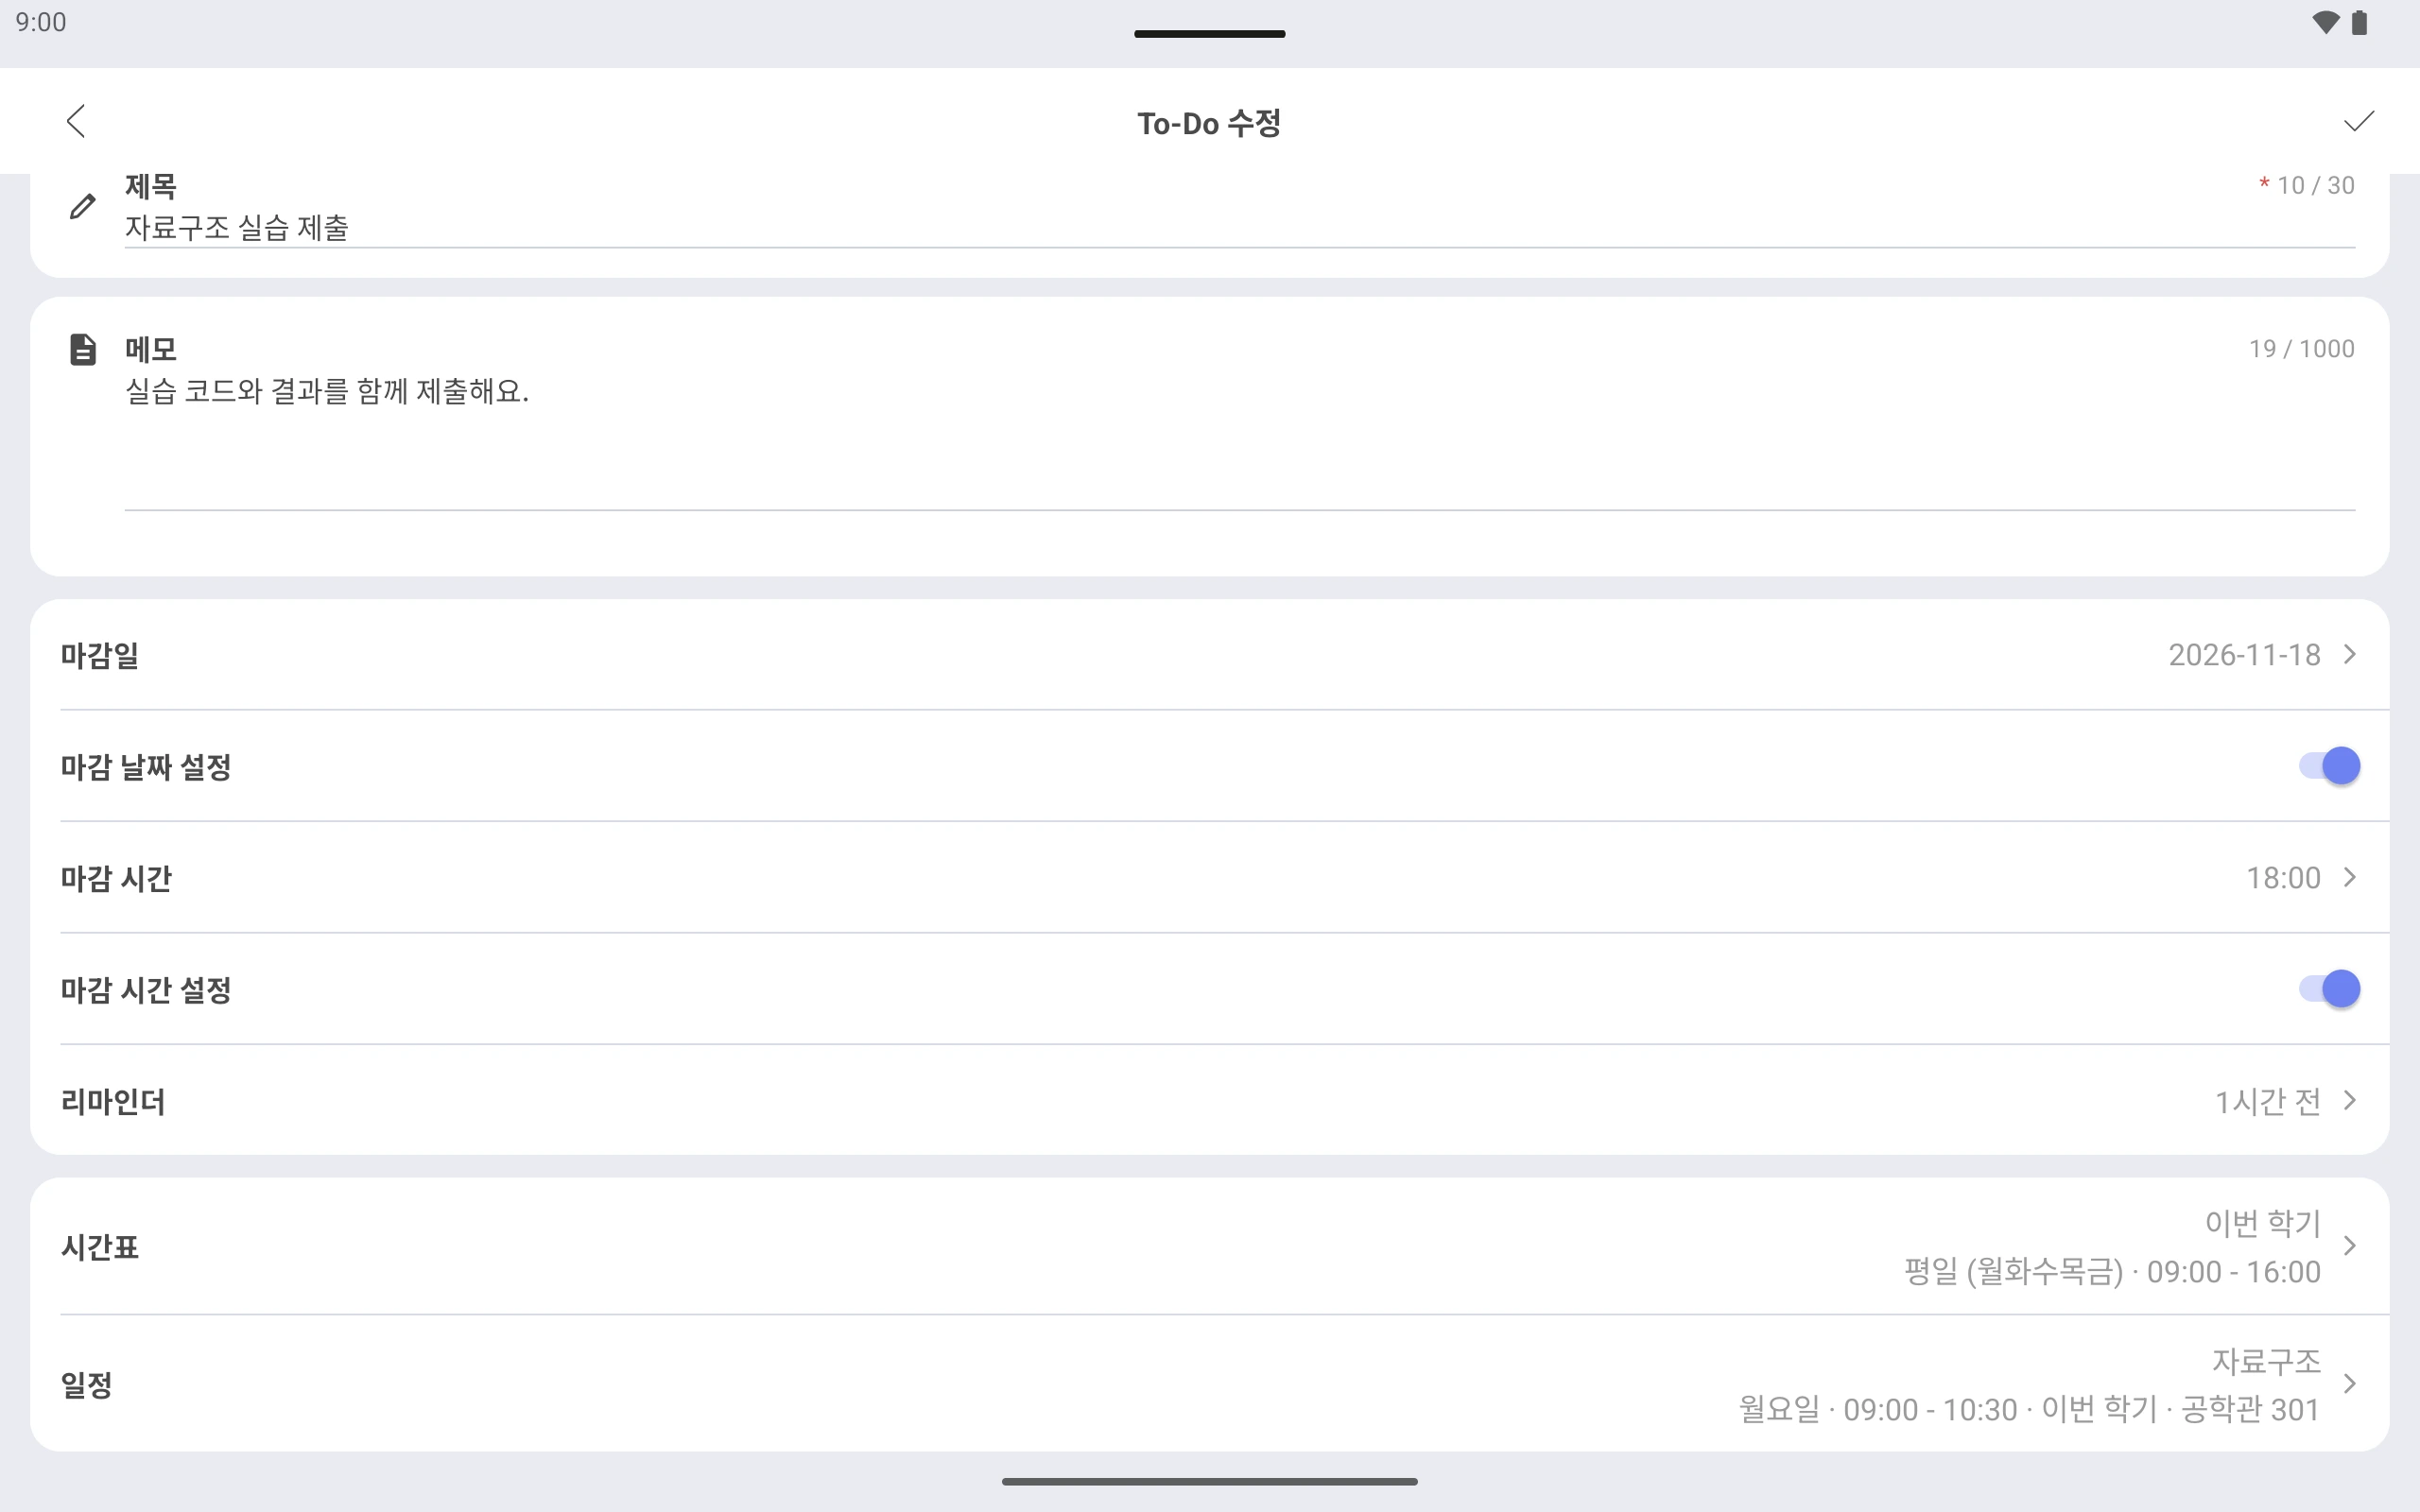 9:00
To-Do 수정
제목
* 10 / 30
자료구조 실습 제출
메모
19 / 1000
실습 코드와 결과를 함께 제출해요.
마감일
2026-11-18
마감 날짜 설정
마감 시간
18:00
마감 시간 설정
리마인더
1시간 전
시간표
이번 학기
평일 (월화수목금) · 09:00 - 16:00
일정
자료구조
월요일 · 09:00 - 10:30 · 이번 학기 · 공학관 301